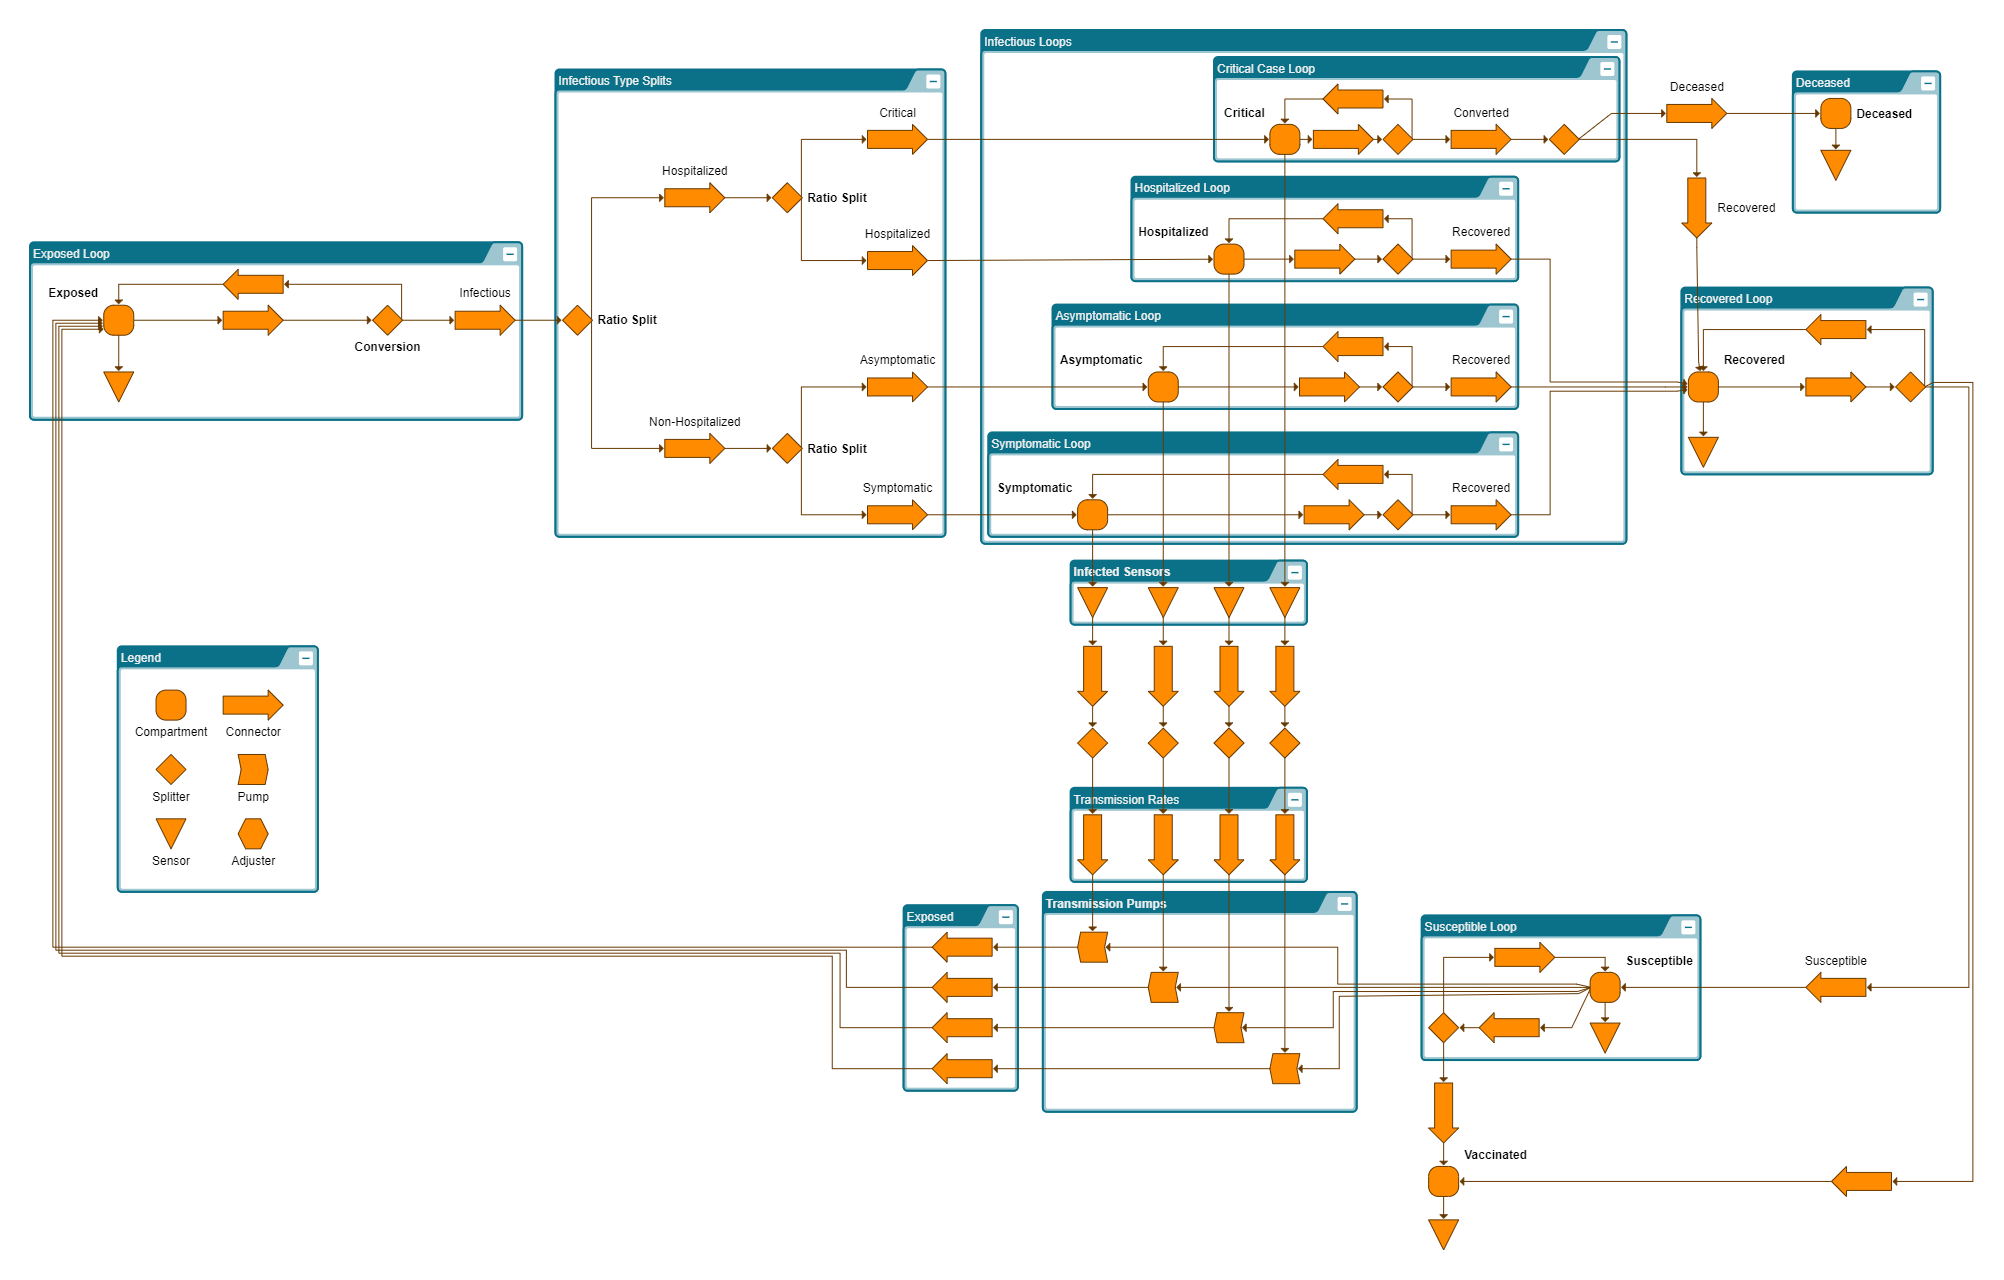 Infectious Loops
Infectious Type Splits
Critical Case Loop
Deceased
Deceased
Critical
Critical
Converted
Deceased
Hospitalized
Hospitalized Loop
Ratio Split
Recovered
Hospitalized
Hospitalized
Recovered
Exposed Loop
Exposed
Infectious
Recovered Loop
Ratio Split
Asymptomatic Loop
Conversion
Asymptomatic
Asymptomatic
Recovered
Recovered
Non-Hospitalized
Symptomatic Loop
Ratio Split
Symptomatic
Symptomatic
Recovered
Infected Sensors
Legend
Compartment
Connector
Splitter
Pump
Transmission Rates
Sensor
Adjuster
Transmission Pumps
Exposed
Susceptible Loop
Susceptible
Susceptible
Vaccinated